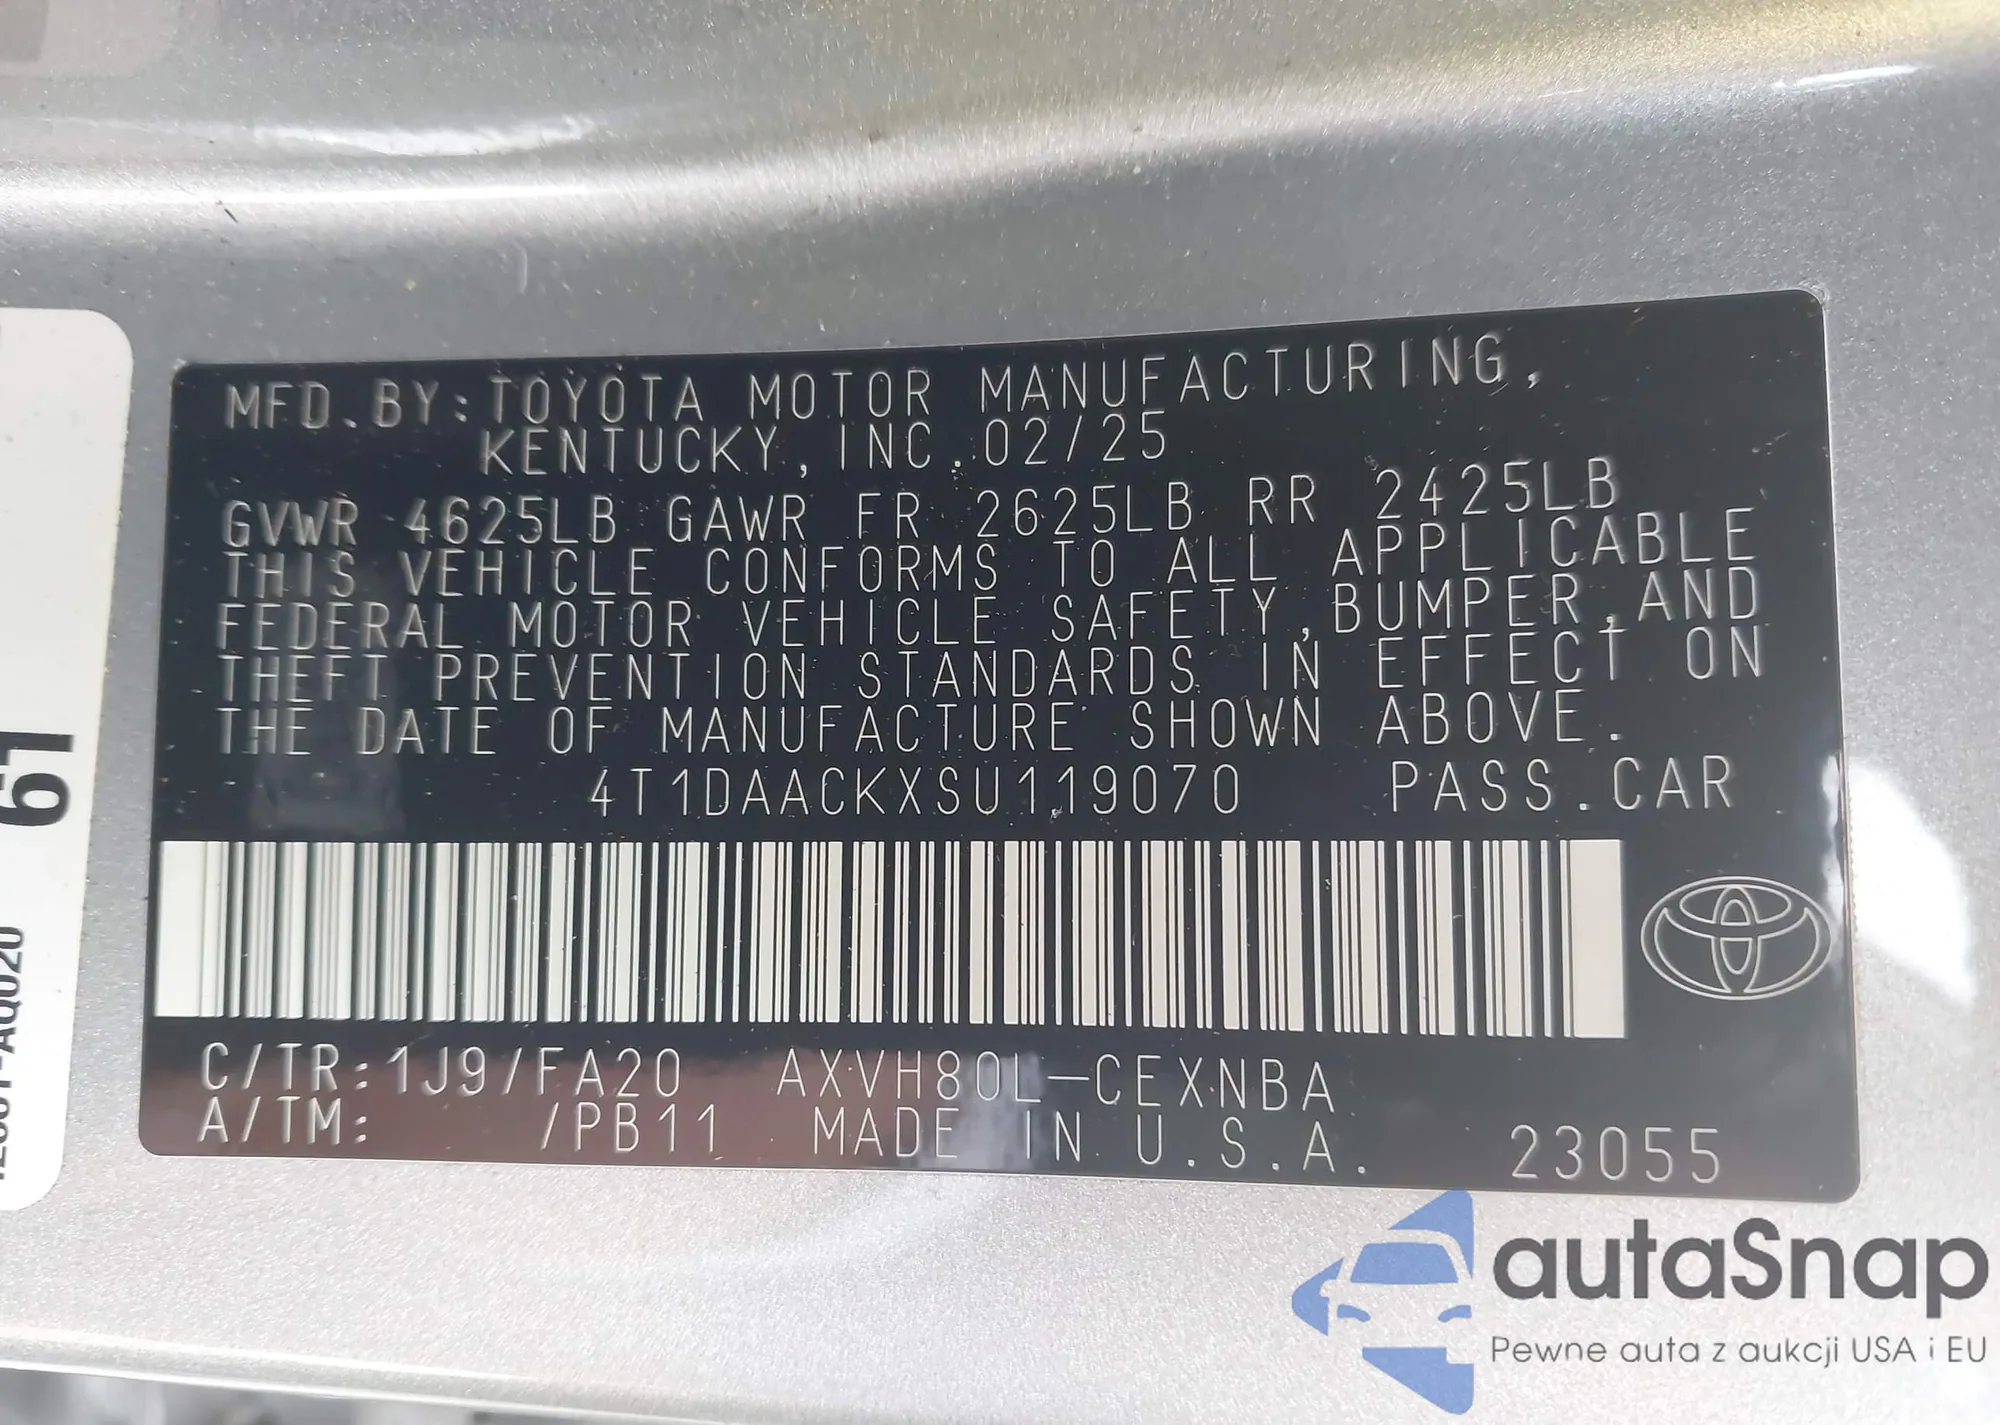 MFD.BY:TOYOTA MOTOR MANUFACTURING,
KENTUCKY,INC.02/25
GVWR 4625LB GAWR FR 2625LB RR 2425LB
THIS VEHICLE CONFORMS TO ALL APPLICABLE
FEDERAL MOTOR VEHICLE SAFETY,BUMPER,AND
THEFT PREVENTION STANDARDS IN EFFECT ON
THE DATE OF MANUFACTURE SHOWN ABOVE.
4T1DAACKXSU119070 PASS.CAR
C/TR:1J9/FA20 AXVH80L-CEXNBA
A/TM: /PB11 MADE IN U.S.A. 23055
61
autaSnap
Pewne auta z aukcji USA i EU